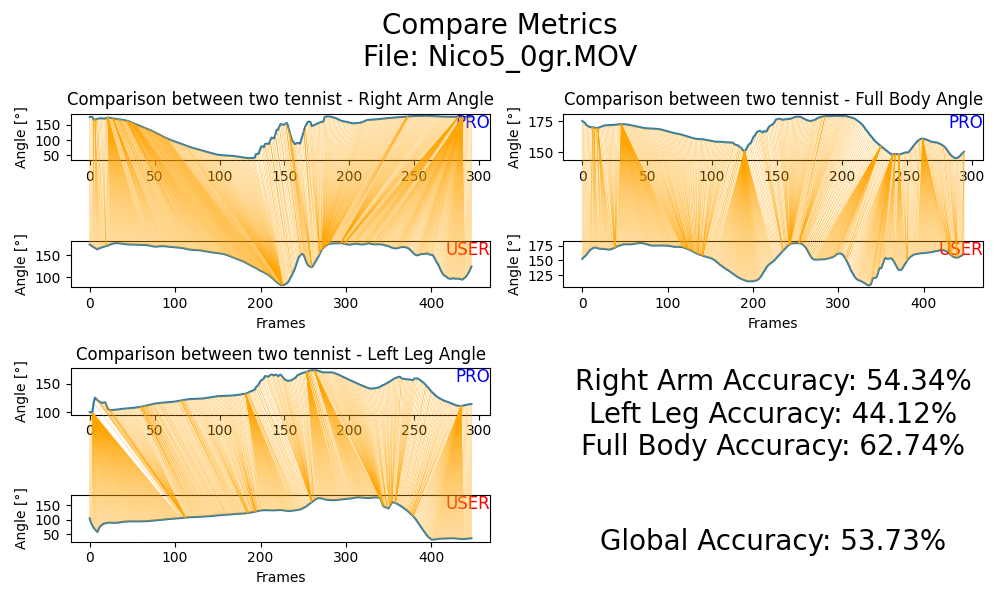 Compare Metrics
File: Nico5_0gr.MOV
Comparison between two tennist - Right Arm Angle
Angle [°]
150
100
50
PRO
0 50 100 150 200 250 300
Angle [°]
150
100
USER
0 100 200 300 400
Frames
Comparison between two tennist - Full Body Angle
Angle [°]
175
150
PRO
0 50 100 150 200 250 300
Angle [°]
175
150
125
USER
0 100 200 300 400
Frames
Comparison between two tennist - Left Leg Angle
Angle [°]
150
100
PRO
0 50 100 150 200 250 300
Angle [°]
150
100
50
USER
0 100 200 300 400
Frames
Right Arm Accuracy: 54.34%
Left Leg Accuracy: 44.12%
Full Body Accuracy: 62.74%
Global Accuracy: 53.73%